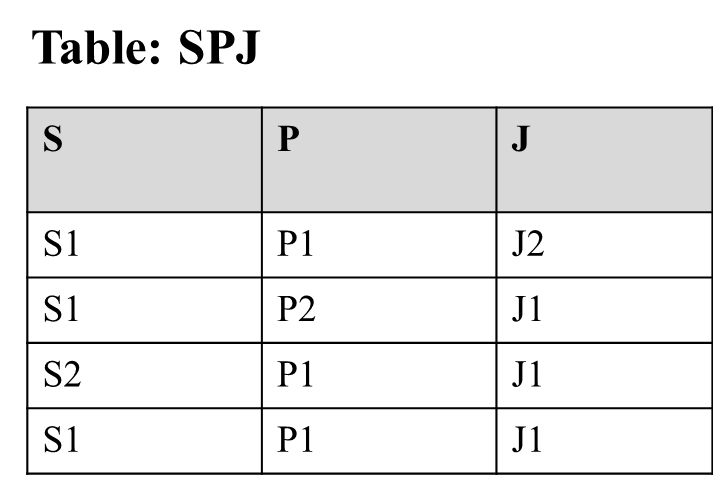 Table: SPJ
S P J
S1 P1 J2
S1 P2 J1
S2 P1 J1
S1 P1 J1